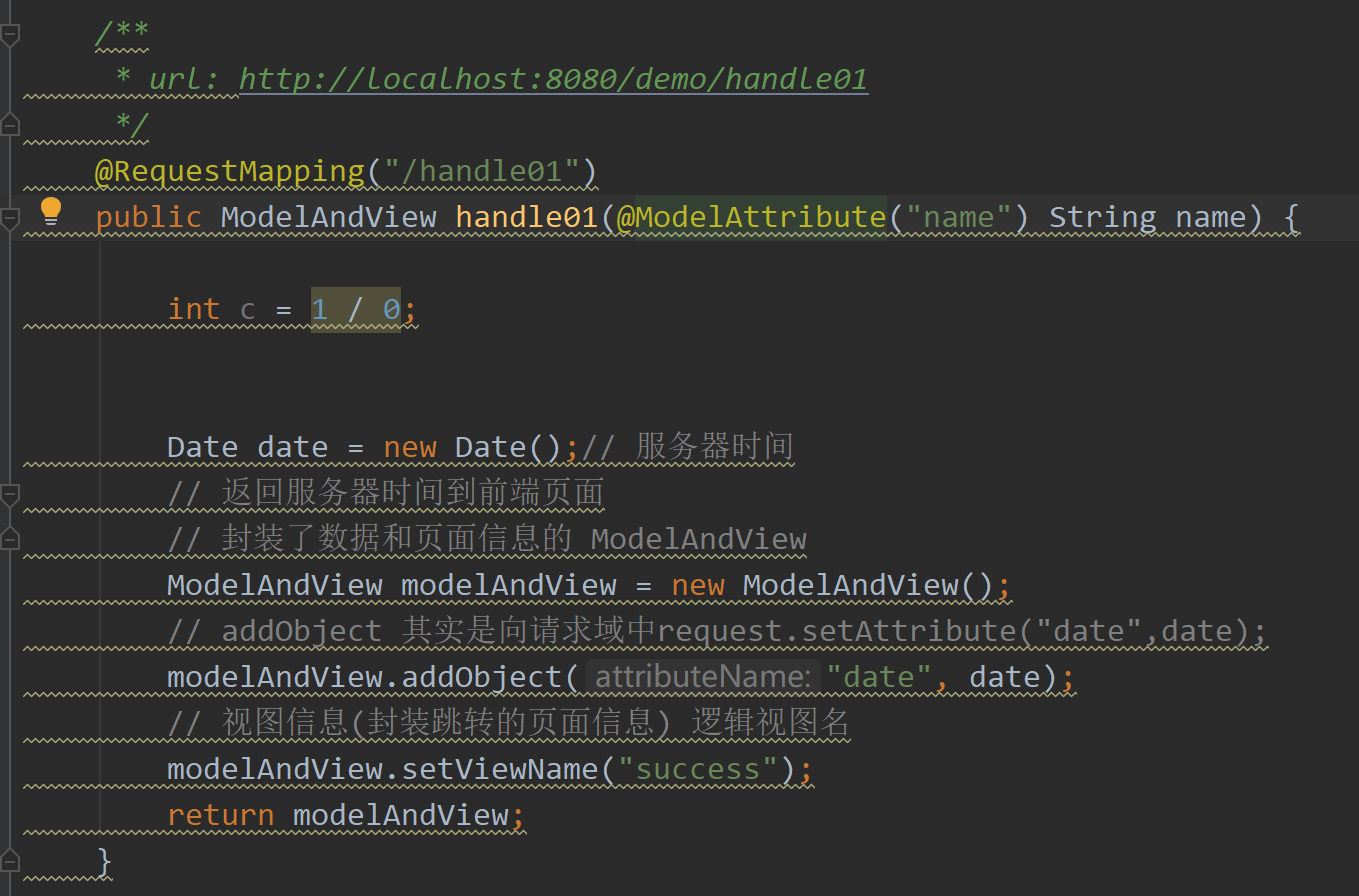 /**
 * url: http://localhost:8080/demo/handle01
 */
@RequestMapping("/handle01")
public ModelAndView handle01(@ModelAttribute("name") String name) {
int c = 1 / 0;
Date date = new Date();// 服务器时间
// 返回服务器时间到前端页面
// 封装了数据和页面信息的 ModelAndView
ModelAndView modelAndView = new ModelAndView();
// addObject 其实是向请求域中request.setAttribute("date",date);
modelAndView.addObject( attributeName: "date", date);
// 视图信息(封装跳转的页面信息) 逻辑视图名
modelAndView.setViewName("success");
return modelAndView;
}